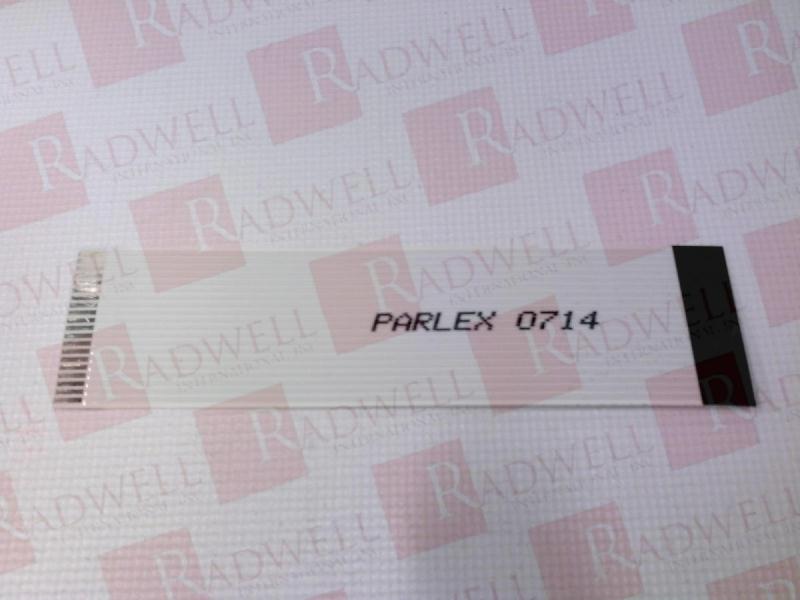 RADWELL
INTERNATIONAL INC
PARLEX 0714